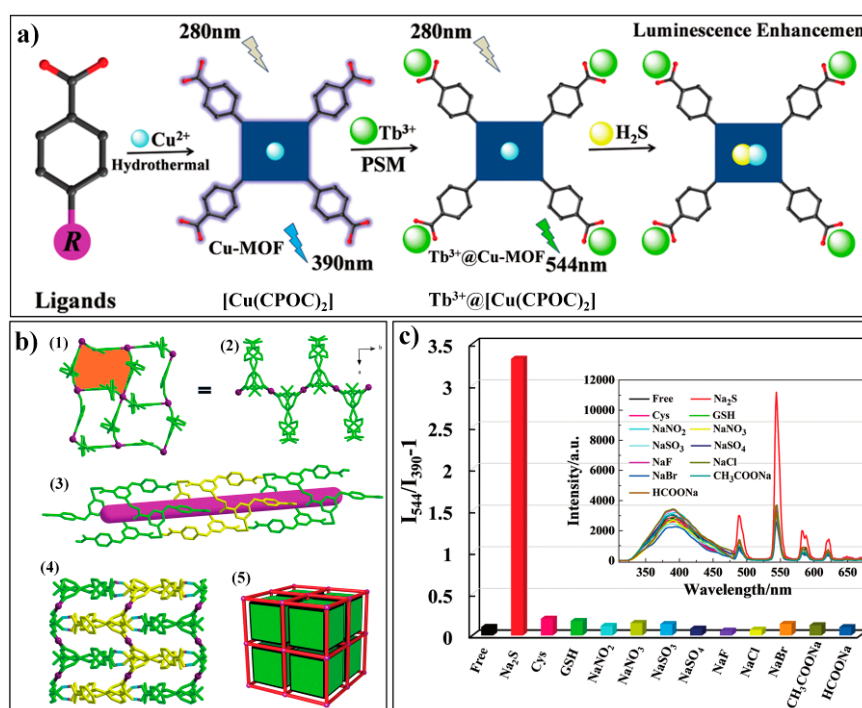 a)
280nm
280nm
Luminescence Enhancement
Cu²⁺
Hydrothermal
Tb³⁺
PSM
H₂S
R
Cu-MOF
390nm
Tb³⁺@Cu-MOF
544nm
Ligands
[Cu(CPOC)₂]
Tb³⁺@[Cu(CPOC)₂]
b)
(1)
(2)
=
b
(3)
(4)
(5)
c)
I₅₄₄/I₃₉₀-1
3.5
3
2.5
2
1.5
1
0.5
0
Free
Na₂S
Cys
GSH
NaNO₂
NaNO₃
NaSO₃
NaSO₄
NaF
NaCl
NaBr
CH₃COONa
HCOONa
Intensity/a.u.
12000
10000
8000
6000
4000
2000
0
Free Na₂S
Cys GSH
NaNO₂ NaNO₃
NaSO₃ NaSO₄
NaF NaCl
NaBr CH₃COONa
HCOONa
350 400 450 500 550 600 650
Wavelength/nm